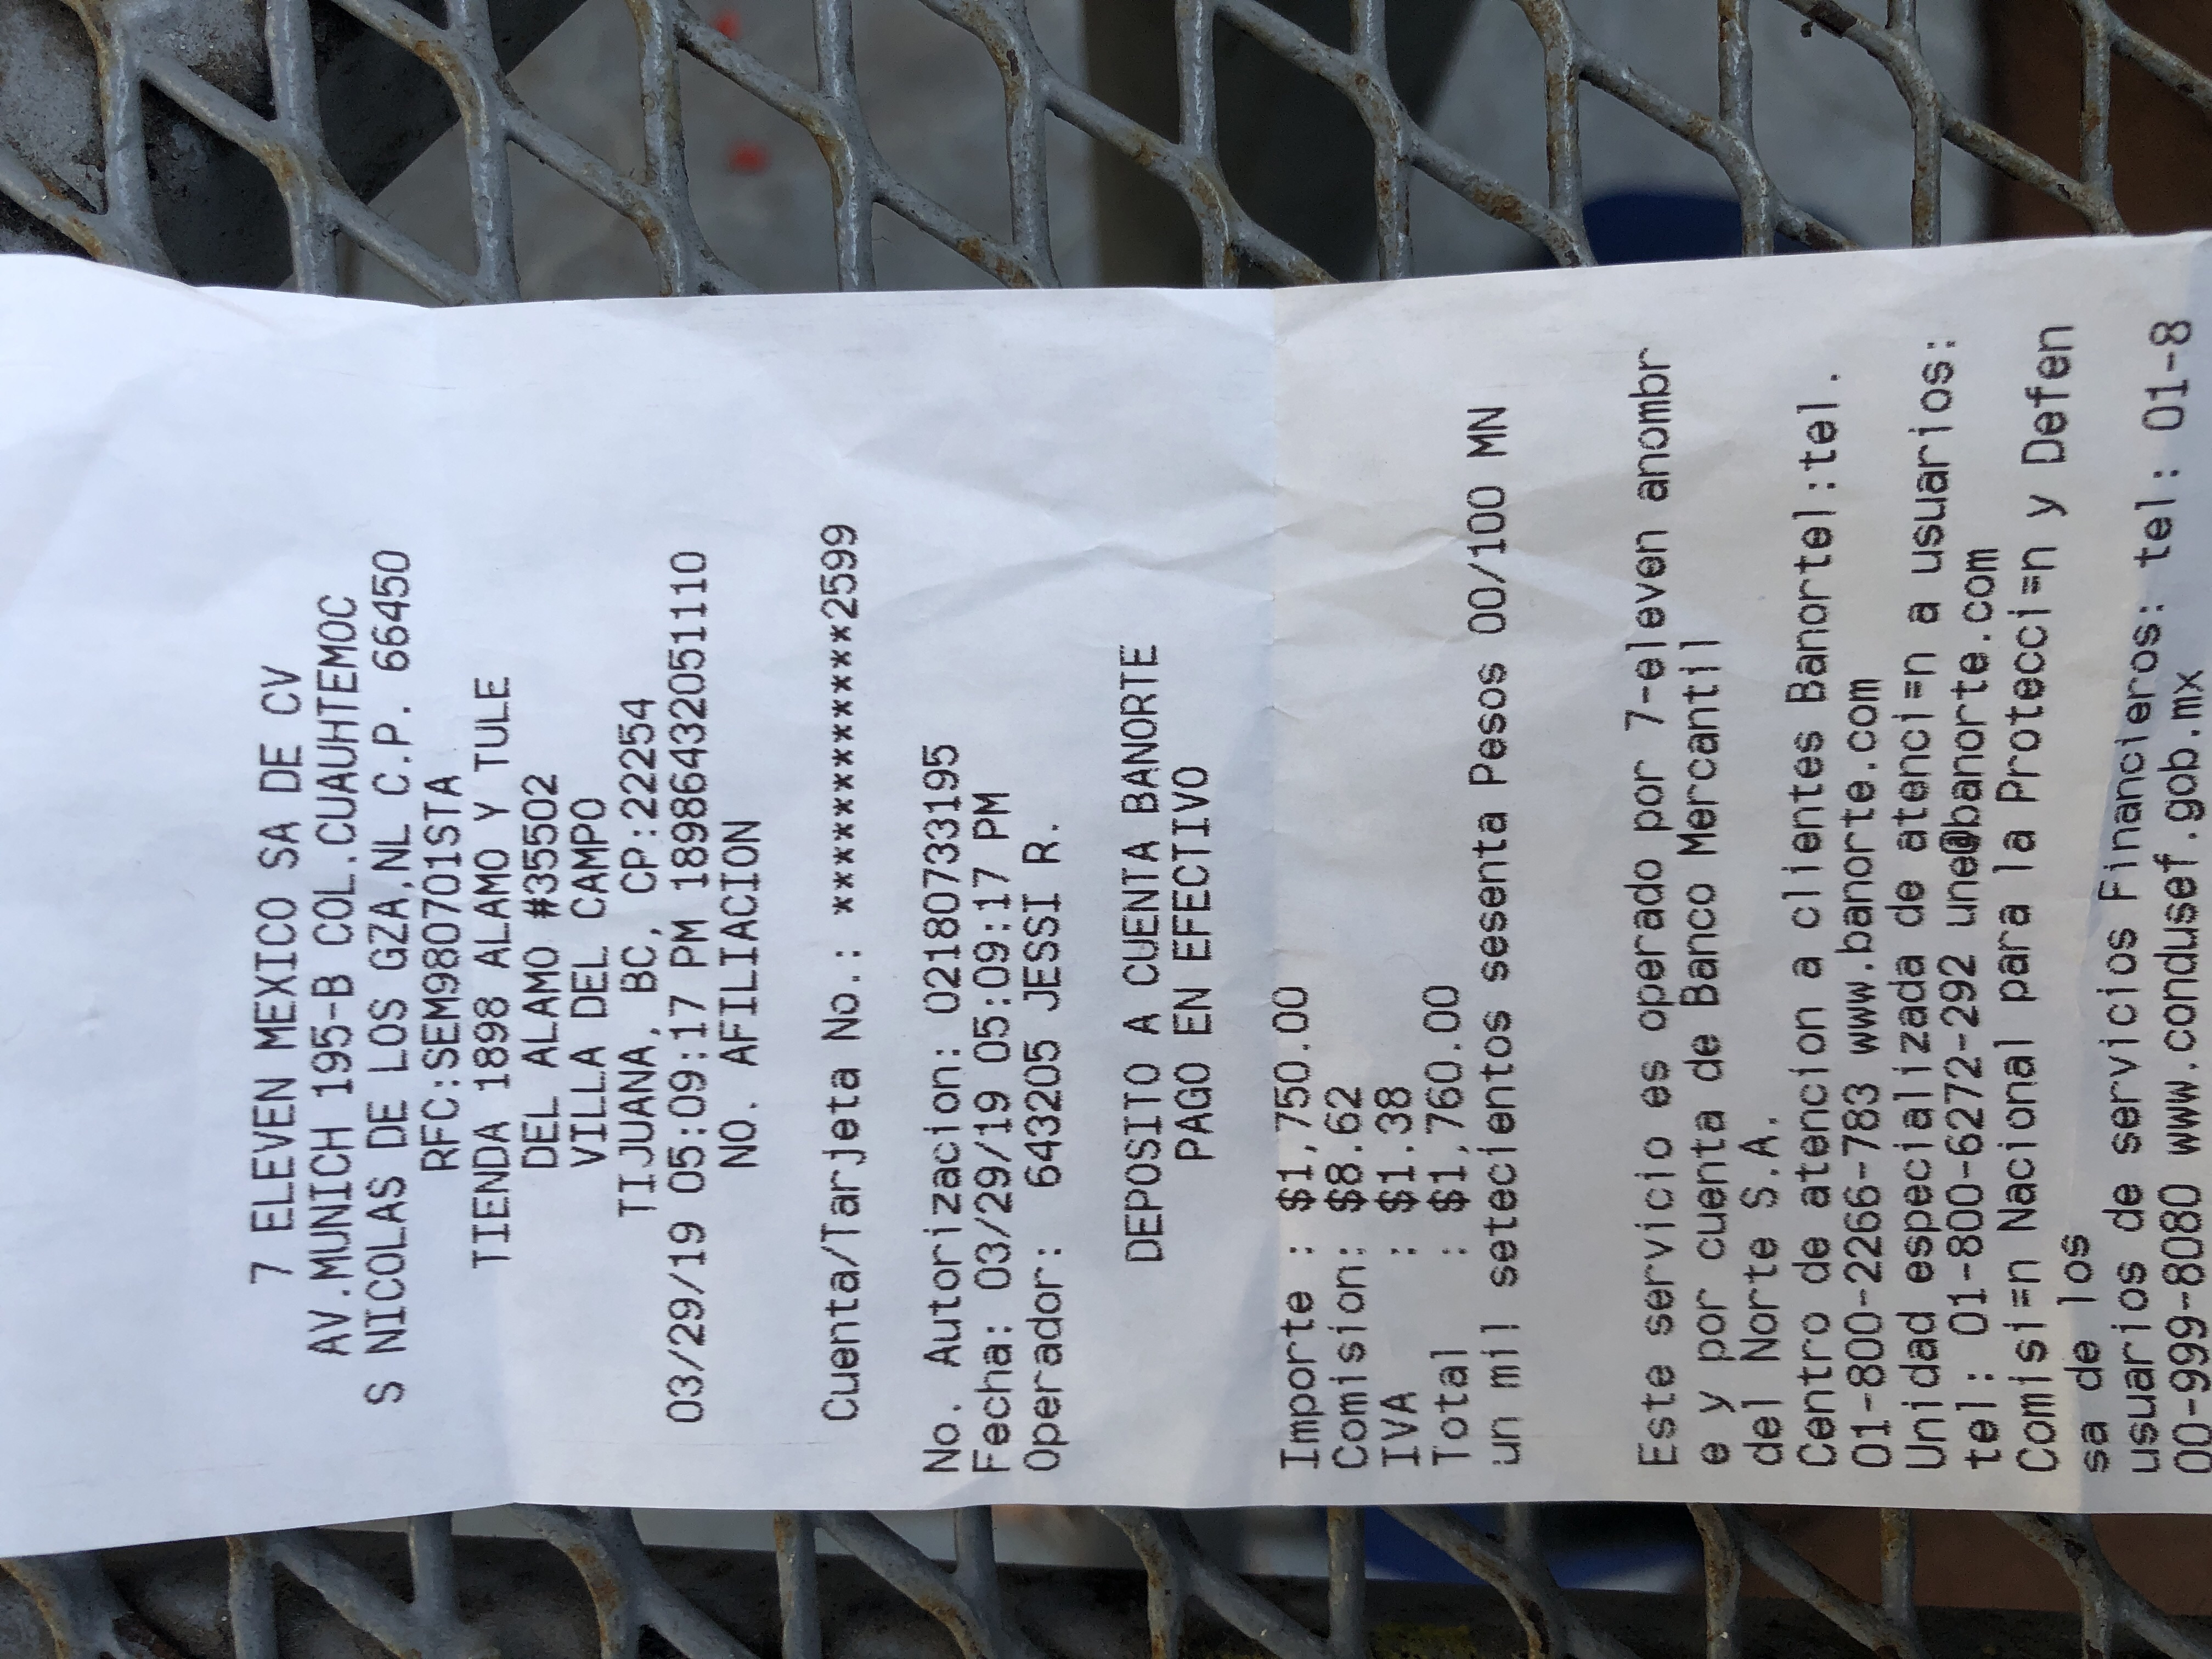 7 ELEVEN MEXICO SA DE CV
AV.MUNICH 195-B COL.CUAUHTEMOC
S NICOLAS DE LOS GZA,NL C.P. 66450
RFC:SEM980701STA
TIENDA 1898 ALAMO Y TULE
DEL ALAMO #35502
VILLA DEL CAMPO
TIJUANA, BC, CP:22254
03/29/19 05:09:17 PM 18986432051110
NO. AFILIACION
Cuenta/Tarjeta No.: ************2599
No. Autorizacion: 02180733195
Fecha: 03/29/19 05:09:17 PM
Operador: 643205 JESSI R.
DEPOSITO A CUENTA BANORTE
PAGO EN EFECTIVO
Importe : $1,750.00
Comision: $8.62
IVA : $1.38
Total : $1,760.00
un mil setecientos sesenta Pesos 00/100 MN
Este servicio es operado por 7-eleven anombr
e y por cuenta de Banco Mercantil
del Norte S.A.
Centro de atencion a clientes Banortel:tel.
01-800-2266-783 www.banorte.com
Unidad especializada de atenci=n a usuarios:
tel: 01-800-6272-292 une@banorte.com
Comisi=n Nacional para la Protecci=n y Defen
sa de los
usuarios de servicios Financieros: tel: 01-8
00-999-8080 www.condusef.gob.mx